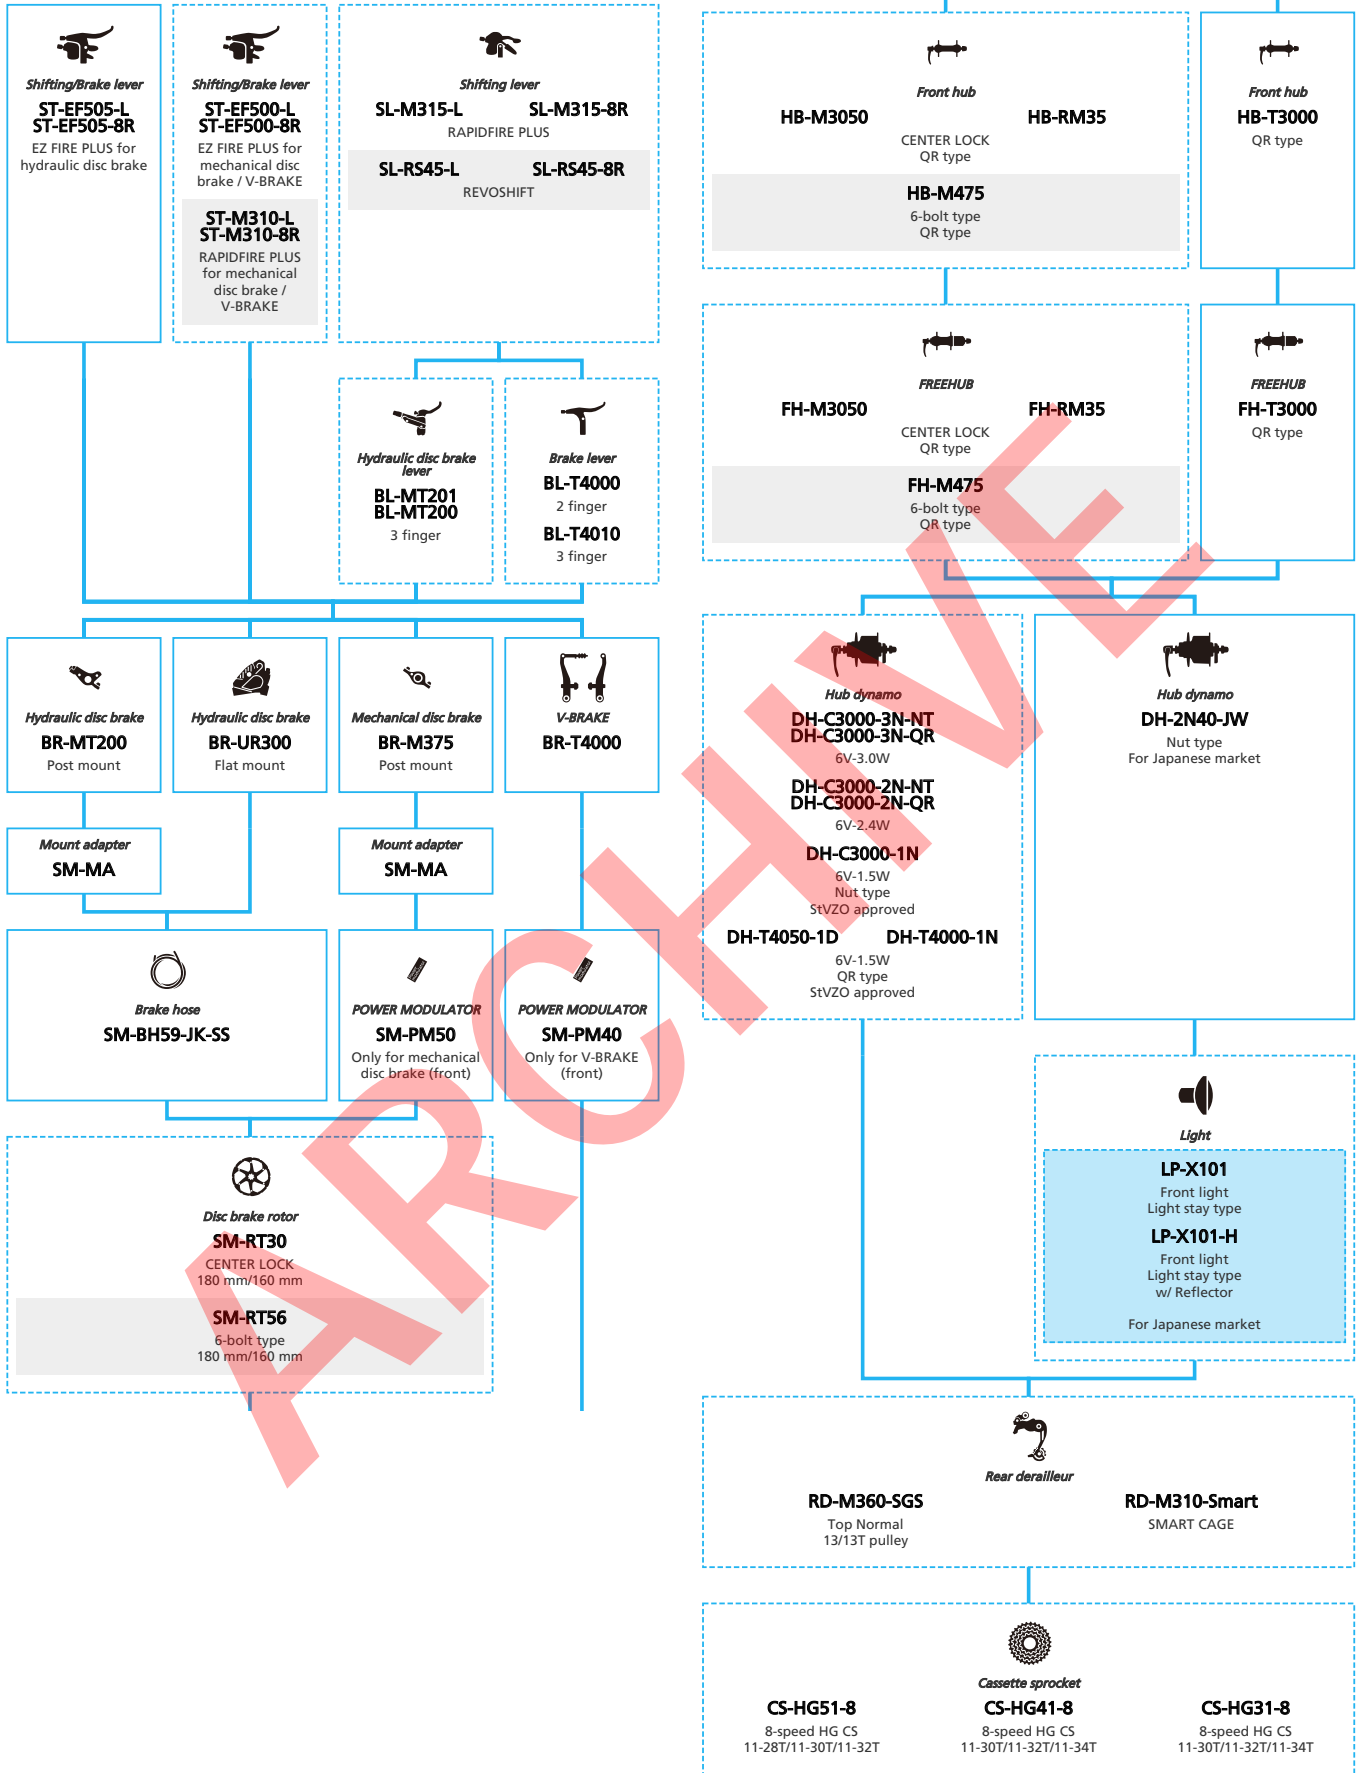 Shifting/Brake lever
ST-EF505-L
ST-EF505-8R
EZ FIRE PLUS for
hydraulic disc brake
Shifting/Brake lever
ST-EF500-L
ST-EF500-8R
EZ FIRE PLUS for
mechanical disc
brake / V-BRAKE
ST-M310-L
ST-M310-8R
RAPIDFIRE PLUS
for mechanical
disc brake /
V-BRAKE
Shifting lever
SL-M315-L SL-M315-8R
RAPIDFIRE PLUS
SL-RS45-L SL-RS45-8R
REVOSHIFT
Hydraulic disc brake
lever
BL-MT201
BL-MT200
3 finger
Brake lever
BL-T4000
2 finger
BL-T4010
3 finger
Hydraulic disc brake
BR-MT200
Post mount
Hydraulic disc brake
BR-UR300
Flat mount
Mechanical disc brake
BR-M375
Post mount
V-BRAKE
BR-T4000
Mount adapter
SM-MA
Mount adapter
SM-MA
Brake hose
SM-BH59-JK-SS
POWER MODULATOR
SM-PM50
Only for mechanical
disc brake (front)
POWER MODULATOR
SM-PM40
Only for V-BRAKE
(front)
Disc brake rotor
SM-RT30
CENTER LOCK
180 mm/160 mm
SM-RT56
6-bolt type
180 mm/160 mm
Front hub
HB-M3050 HB-RM35
CENTER LOCK
QR type
HB-M475
6-bolt type
QR type
Front hub
HB-T3000
QR type
FREEHUB
FH-M3050 FH-RM35
CENTER LOCK
QR type
FH-M475
6-bolt type
QR type
FREEHUB
FH-T3000
QR type
Hub dynamo
DH-C3000-3N-NT
DH-C3000-3N-QR
6V-3.0W
DH-C3000-2N-NT
DH-C3000-2N-QR
6V-2.4W
DH-C3000-1N
6V-1.5W
Nut type
StVZO approved
DH-T4050-1D DH-T4000-1N
6V-1.5W
QR type
StVZO approved
Hub dynamo
DH-2N40-JW
Nut type
For Japanese market
Light
LP-X101
Front light
Light stay type
LP-X101-H
Front light
Light stay type
w/ Reflector
For Japanese market
Rear derailleur
RD-M360-SGS
Top Normal
13/13T pulley
RD-M310-Smart
SMART CAGE
Cassette sprocket
CS-HG51-8
8-speed HG CS
11-28T/11-30T/11-32T
CS-HG41-8
8-speed HG CS
11-30T/11-32T/11-34T
CS-HG31-8
8-speed HG CS
11-30T/11-32T/11-34T
ARCHIVE